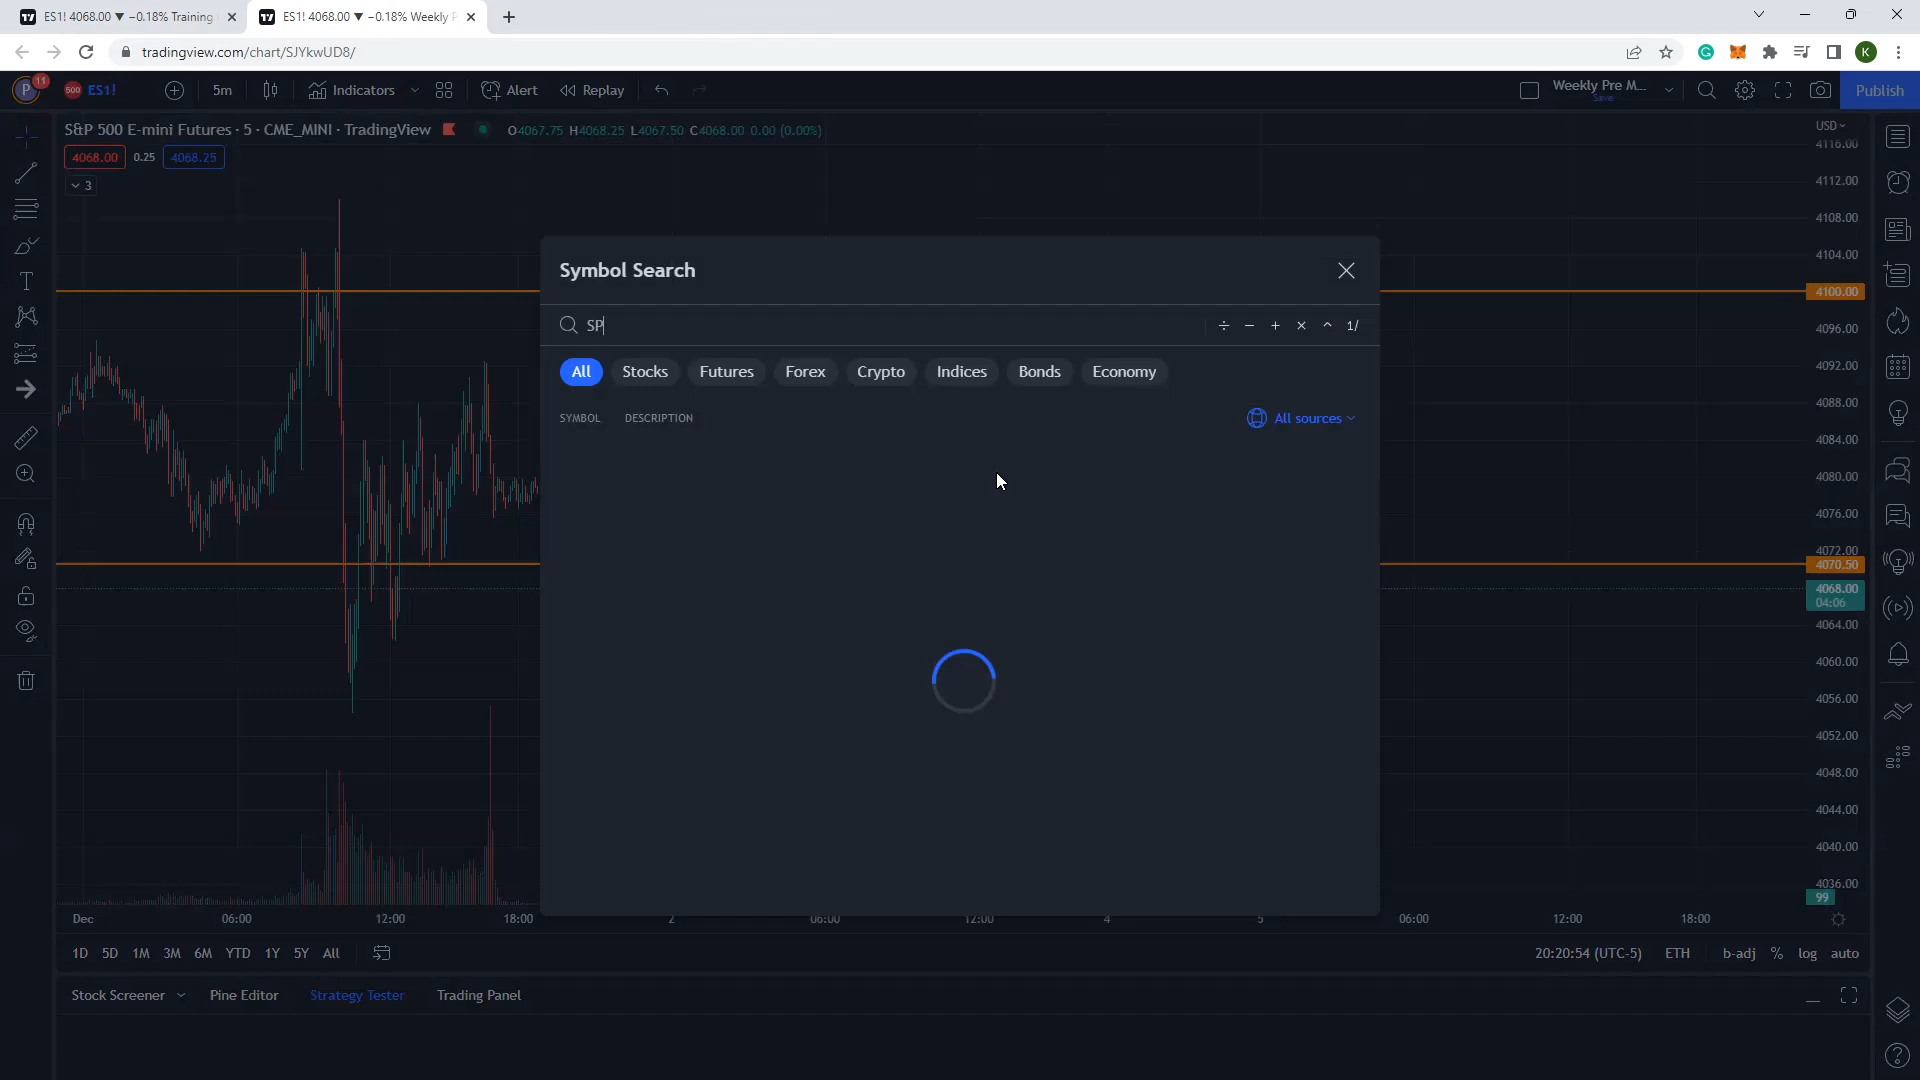 ES1! 4068.00 ▼ −0.18% Training
ES1! 4068.00 ▼ −0.18% Weekly P
tradingview.com/chart/SJYkwUD8/
K
P
11
500 ES1!
5m
Indicators
Alert
Replay
Weekly Pre M...
Save
Publish
S&P 500 E-mini Futures · 5 · CME_MINI · TradingView
O4067.75 H4068.25 L4067.50 C4068.00 0.00 (0.00%)
4068.00 0.25 4068.25
3
USD
4116.00
4112.00
4108.00
4104.00
4100.00
4096.00
4092.00
4088.00
4084.00
4080.00
4076.00
4072.00
4070.50
4068.00
04:06
4064.00
4060.00
4056.00
4052.00
4048.00
4044.00
4040.00
4036.00
99
Symbol Search
SP
÷ − + × ^ 1/
All Stocks Futures Forex Crypto Indices Bonds Economy
SYMBOL DESCRIPTION
All sources
Dec 06:00 12:00 18:00 2 06:00 12:00 4 5 06:00 12:00 18:00
1D 5D 1M 3M 6M YTD 1Y 5Y All
20:20:54 (UTC-5) ETH b-adj % log auto
Stock Screener Pine Editor Strategy Tester Trading Panel